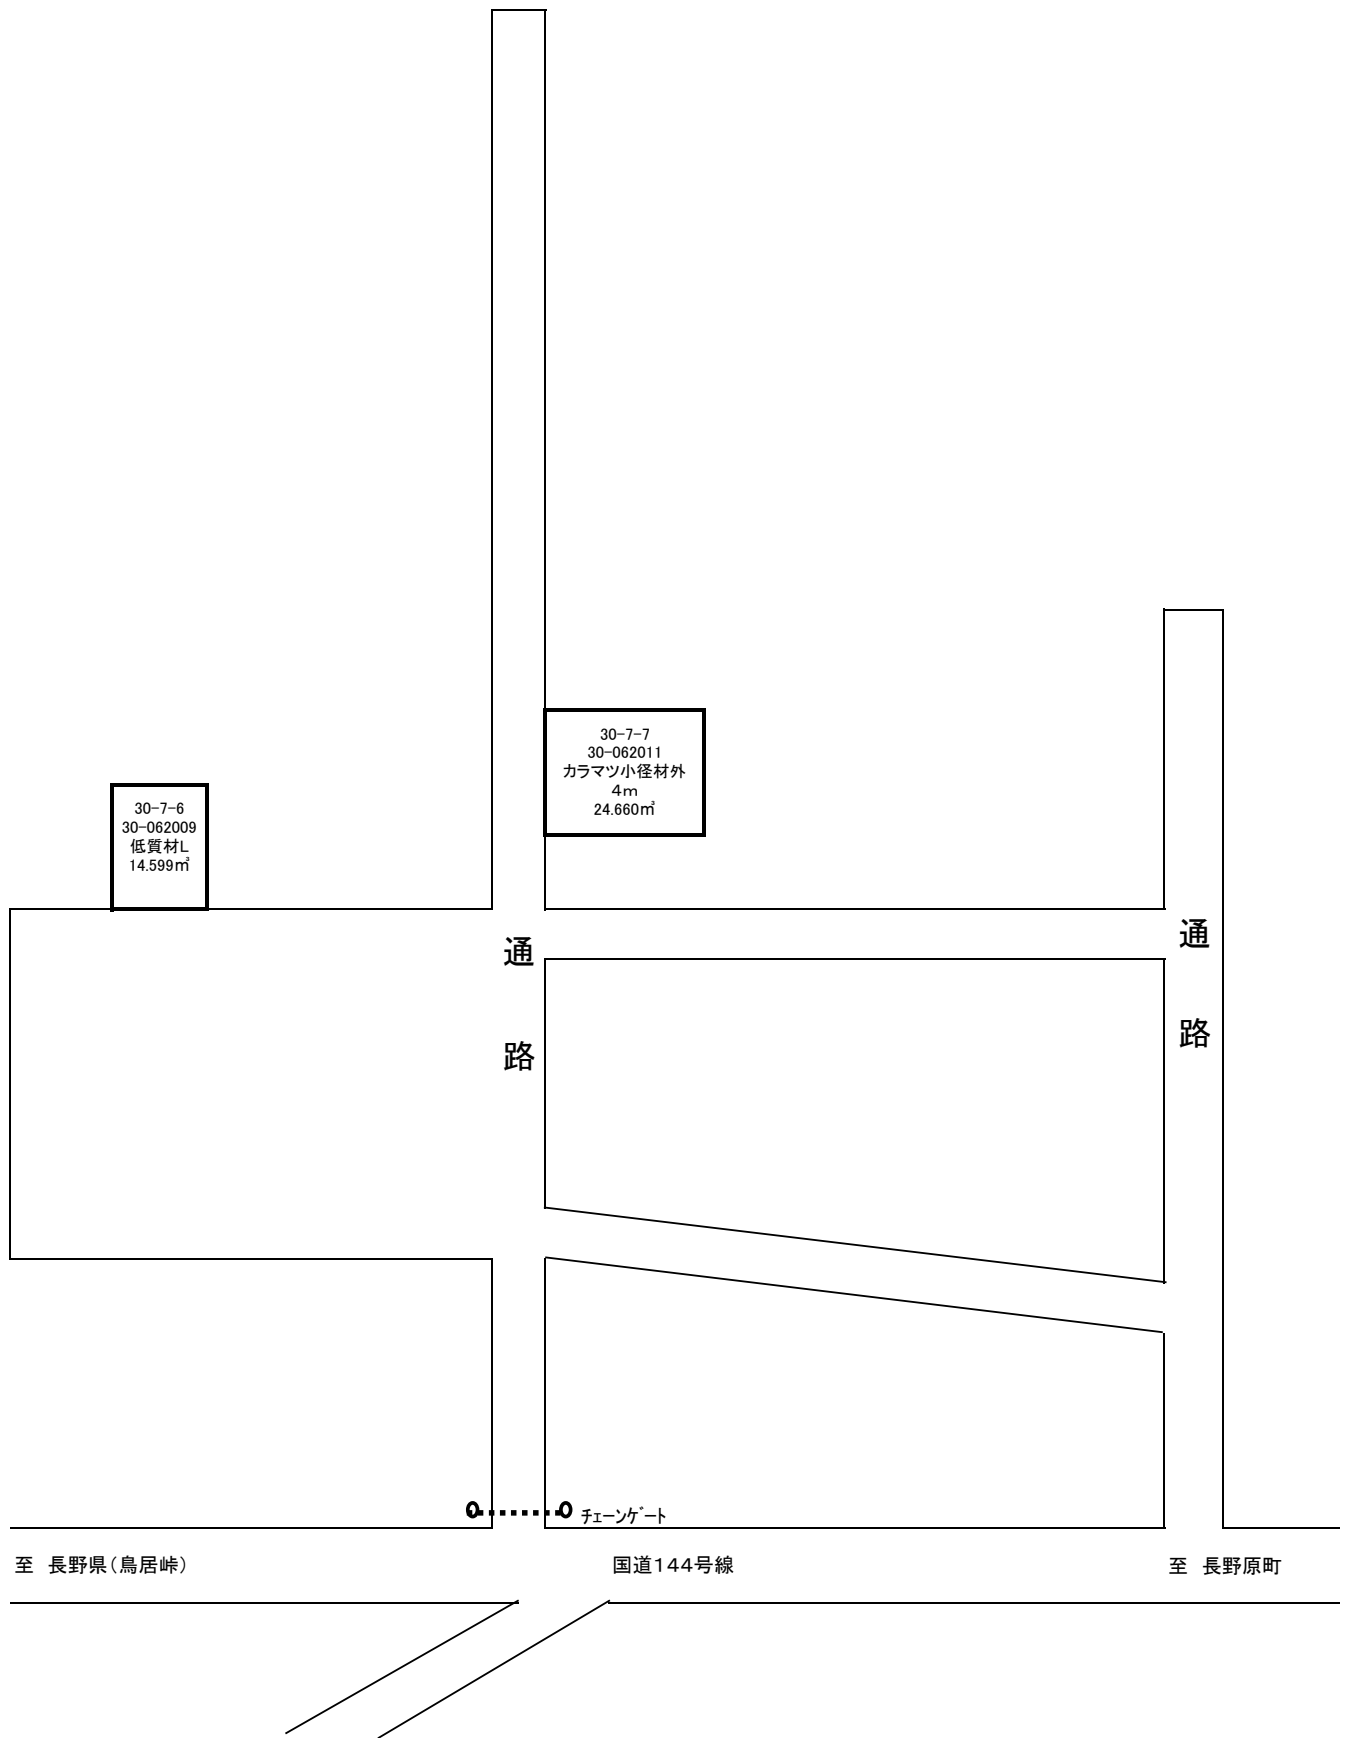 30-7-7
30-062011
カラマツ小径材外
4m
24.660㎥
30-7-6
30-062009
低質材L
14.599㎥
通
路
通
路
チェーンゲート
至 長野県(鳥居峠)
国道144号線
至 長野原町